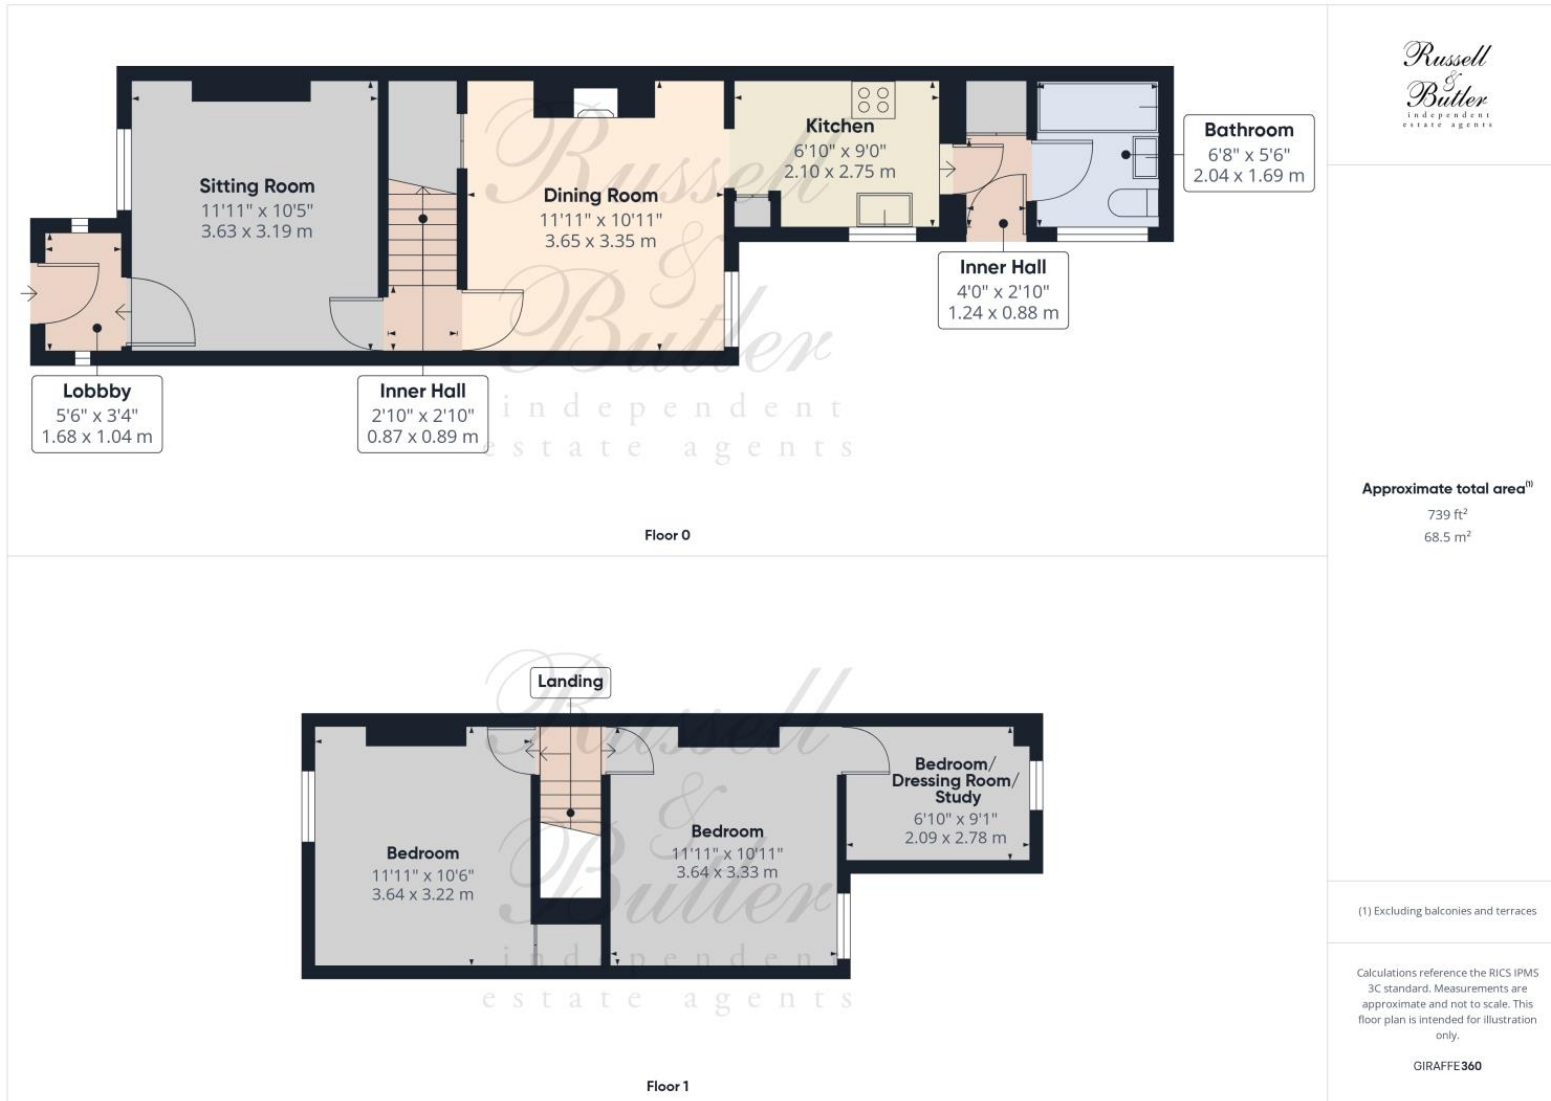 Sitting Room
11'11" x 10'5"
3.63 x 3.19 m
Dining Room
11'11" x 10'11"
3.65 x 3.35 m
Kitchen
6'10" x 9'0"
2.10 x 2.75 m
Bathroom
6'8" x 5'6"
2.04 x 1.69 m
Inner Hall
4'0" x 2'10"
1.24 x 0.88 m
Lobbby
5'6" x 3'4"
1.68 x 1.04 m
Inner Hall
2'10" x 2'10"
0.87 x 0.89 m
Russell
&
Butler
independent
estate agents
Floor 0
Landing
Bedroom
11'11" x 10'6"
3.64 x 3.22 m
Bedroom
11'11" x 10'11"
3.64 x 3.33 m
Bedroom/
Dressing Room/
Study
6'10" x 9'1"
2.09 x 2.78 m
Russell
&
Butler
independent
estate agents
Floor 1
Russell
&
Butler
independent
estate agents
Approximate total area(1)
739 ft²
68.5 m²
(1) Excluding balconies and terraces
Calculations reference the RICS IPMS
3C standard. Measurements are
approximate and not to scale. This
floor plan is intended for illustration
only.
GIRAFFE360